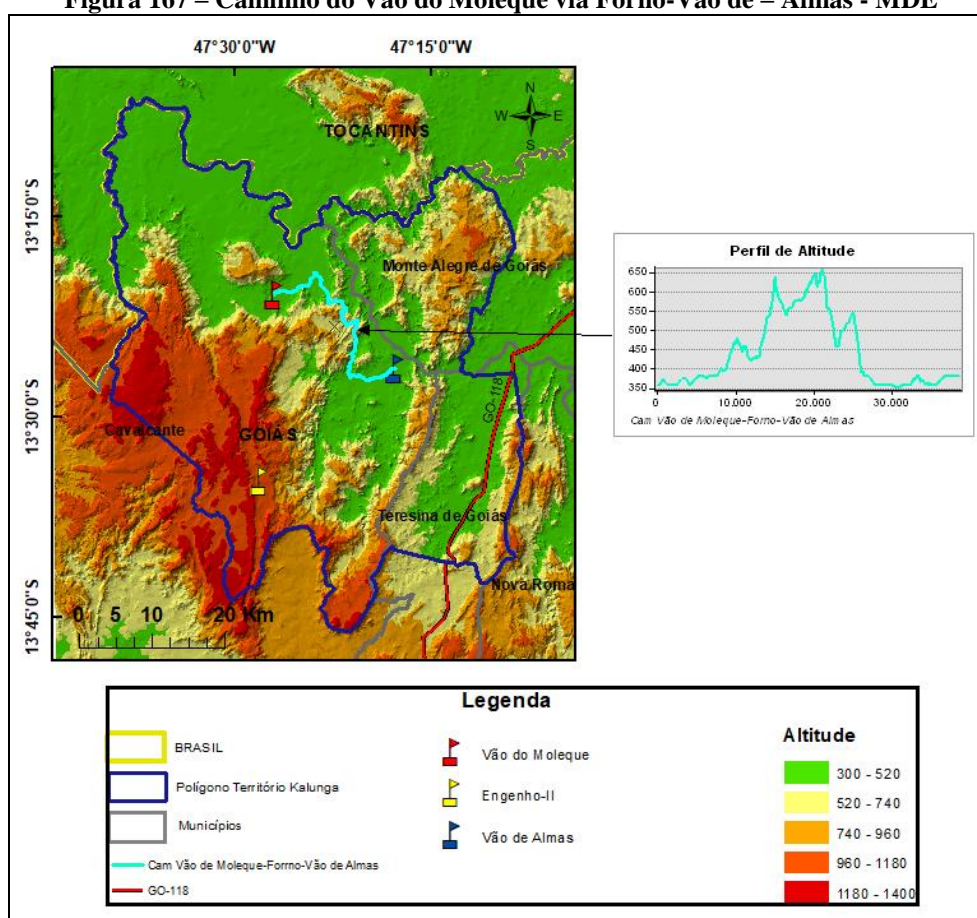 Figura 167 – Caminho do Vão do Moleque via Forno-Vão de – Almas - MDE
47°30'0"W
47°15'0"W
N
W
E
S
TOCANTINS
13°15'0"S
Monte Alegre de Goiás
Perfil de Altitude
650
600
550
500
450
400
350
0
10.000
20.000
30.000
Cam Vão de Moleque-Forno-Vão de Almas
13°30'0"S
Cavalcante
GOIÁS
GO-118
Teresina de Goiás
Nova Roma
13°45'0"S
0 5 10 20 Km
Legenda
BRASIL
Polígono Território Kalunga
Municípios
Cam Vão de Moleque-Forrno-Vão de Almas
GO-118
Vão do Moleque
Engenho-II
Vão de Almas
Altitude
300 - 520
520 - 740
740 - 960
960 - 1180
1180 - 1400